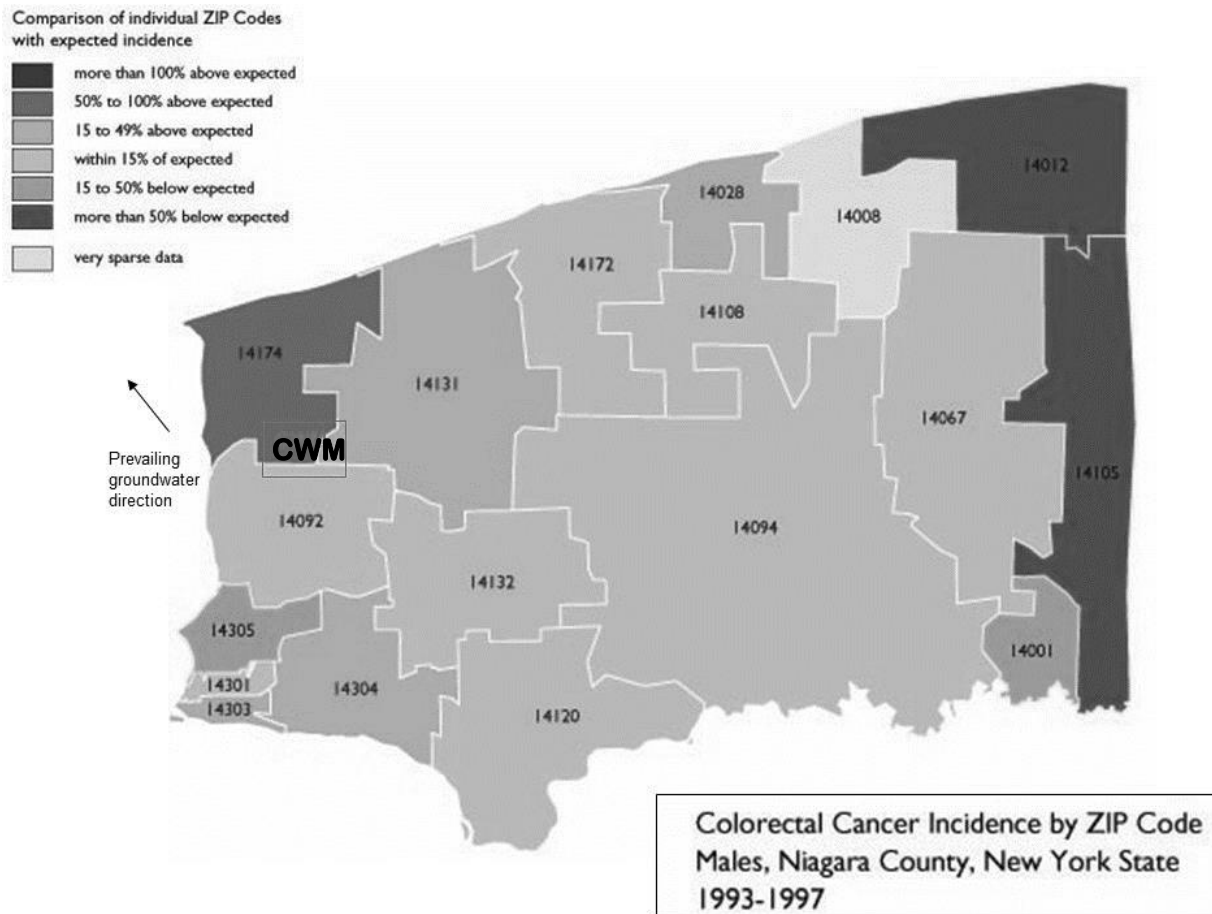 Comparison of individual ZIP Codes
with expected incidence
more than 100% above expected
50% to 100% above expected
15 to 49% above expected
within 15% of expected
15 to 50% below expected
more than 50% below expected
very sparse data
14012
14028
14008
14172
14108
14174
14131
14067
Prevailing
groundwater
direction
CWM
14105
14092
14094
14132
14305
14001
14301
14304
14303
14120
Colorectal Cancer Incidence by ZIP Code
Males, Niagara County, New York State
1993-1997